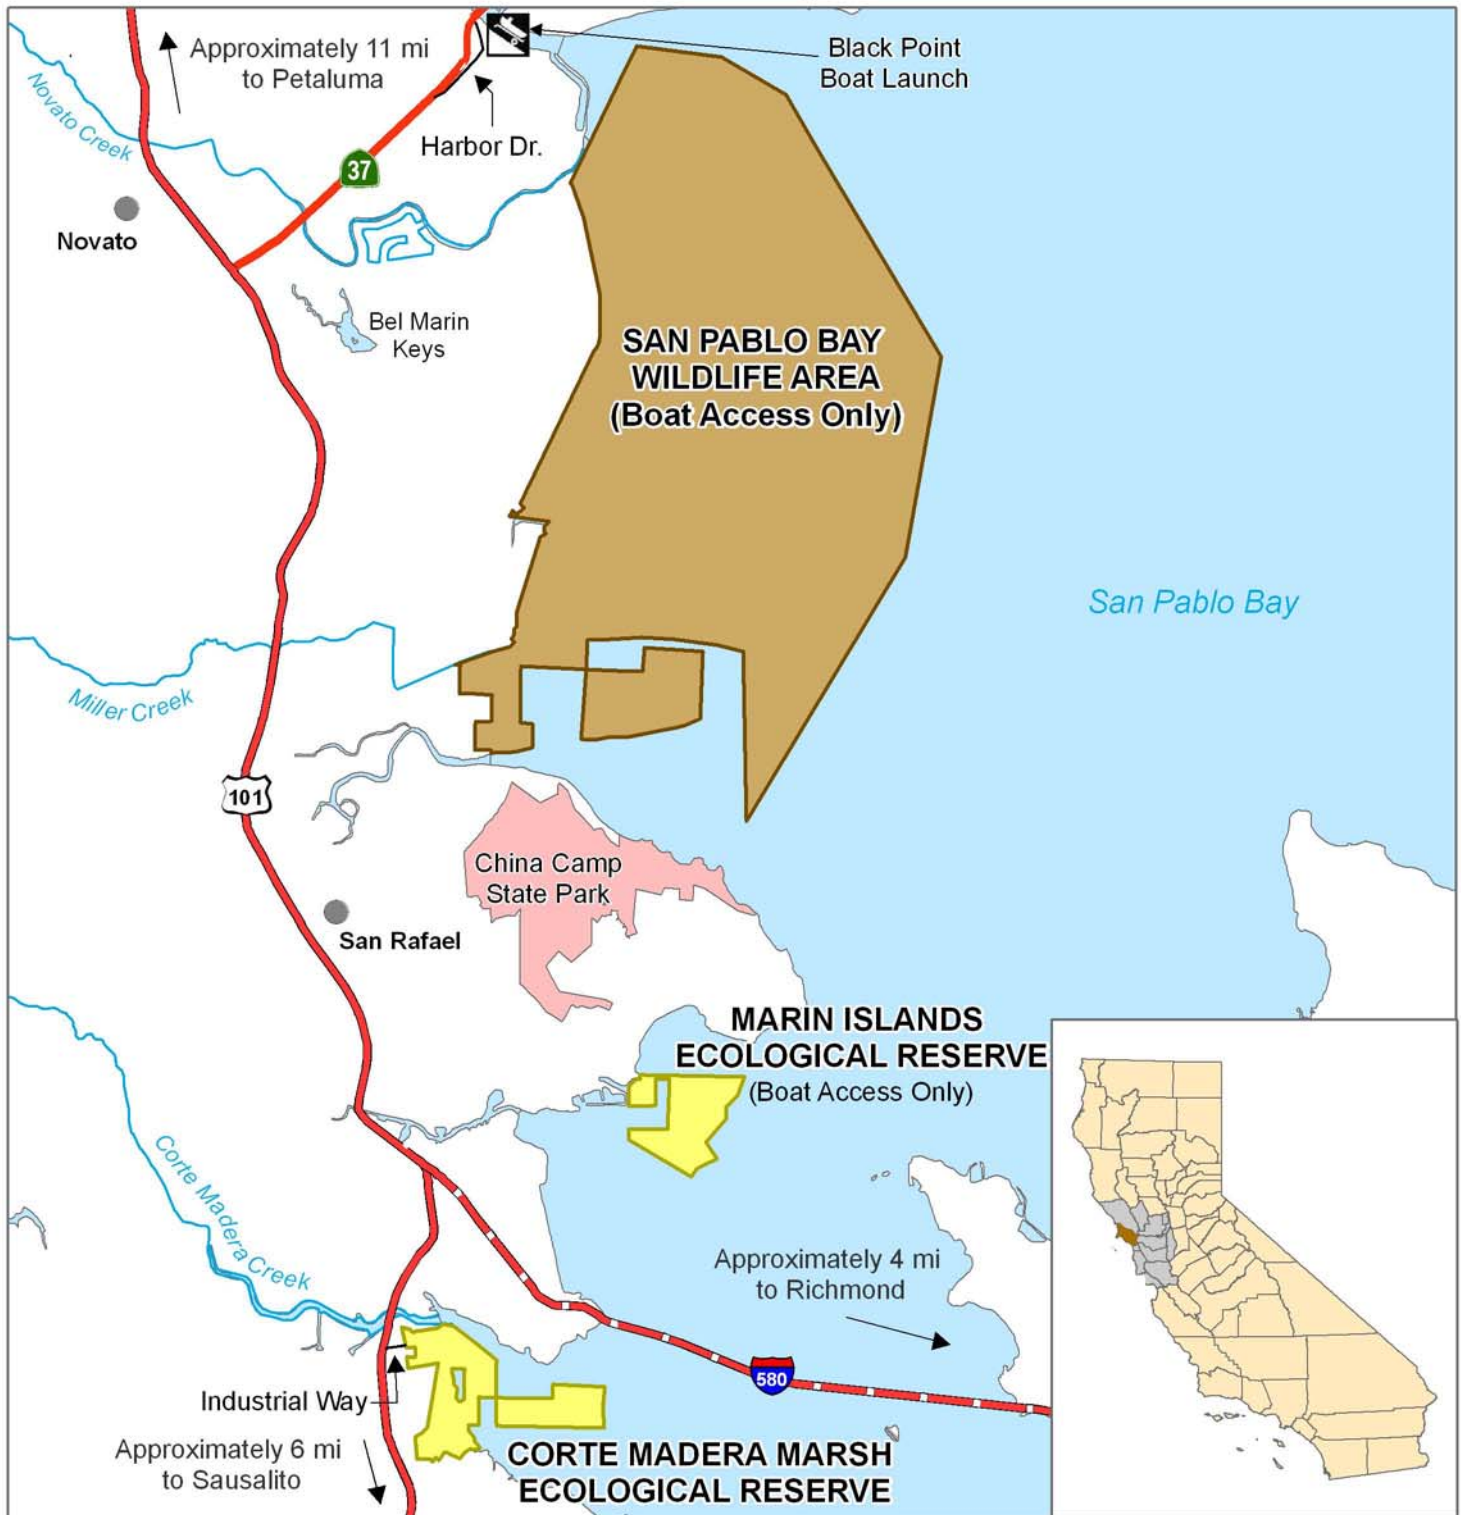 Approximately 11 mi
to Petaluma
Black Point
Boat Launch
Novato Creek
Harbor Dr.
37
Novato
Bel Marin
Keys
SAN PABLO BAY
WILDLIFE AREA
(Boat Access Only)
San Pablo Bay
Miller Creek
101
China Camp
State Park
San Rafael
MARIN ISLANDS
ECOLOGICAL RESERVE
(Boat Access Only)
Corte Madera Creek
Approximately 4 mi
to Richmond
580
Industrial Way
Approximately 6 mi
to Sausalito
CORTE MADERA MARSH
ECOLOGICAL RESERVE